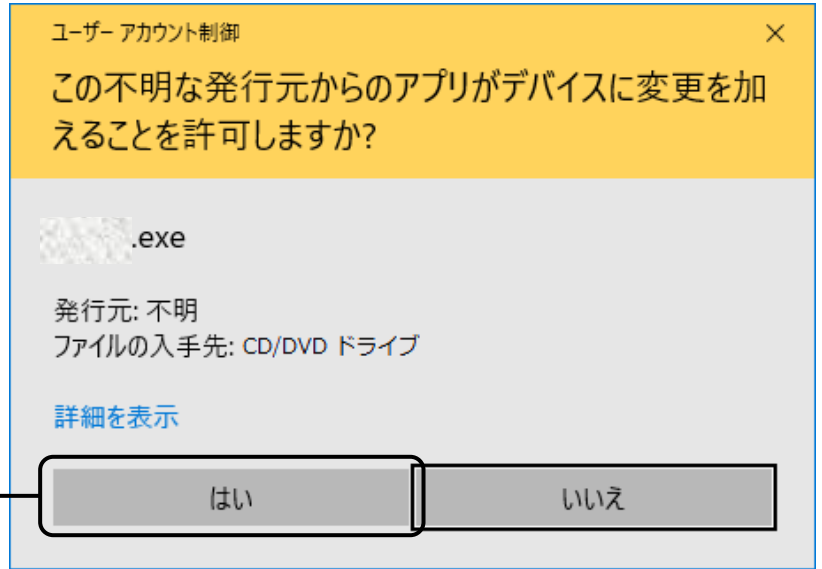 ユーザー アカウント制御
この不明な発行元からのアプリがデバイスに変更を加
えることを許可しますか?
.exe
発行元: 不明
ファイルの入手先: CD/DVD ドライブ
詳細を表示
はい
いいえ